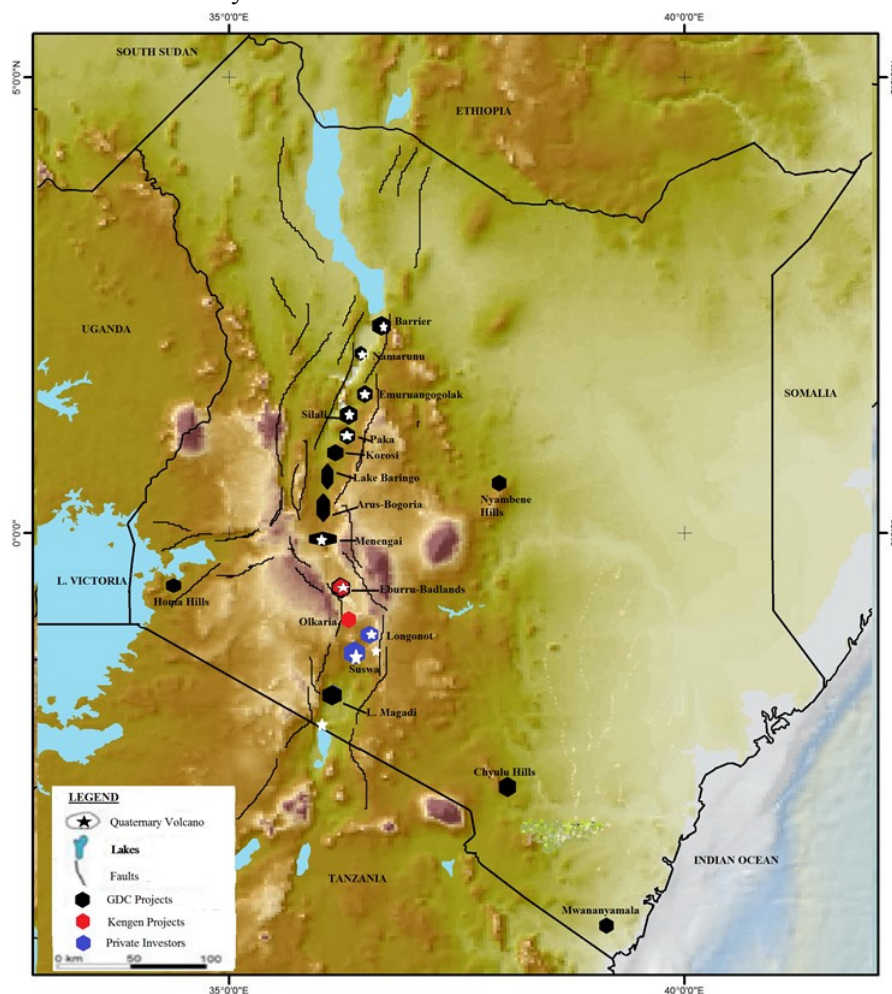 35°0'0"E
40°0'0"E
SOUTH SUDAN
5°0'0"N
ETHIOPIA
UGANDA
Barrier
Namarunu
SOMALIA
Emuruangogolak
Silali
Paka
Korosi
Lake Baringo
Nyambene
Hills
Arus-Bogoria
0°0'0"
Menengai
L. VICTORIA
Homa Hills
Eburru-Badlands
Olkaria
Longonot
Suswa
L. Magadi
Chyulu Hills
LEGEND
Quaternary Volcano
Lakes
Faults
GDC Projects
Kengen Projects
Private Investors
0 km 50 100
TANZANIA
INDIAN OCEAN
Mwananyamala
35°0'0"E
40°0'0"E